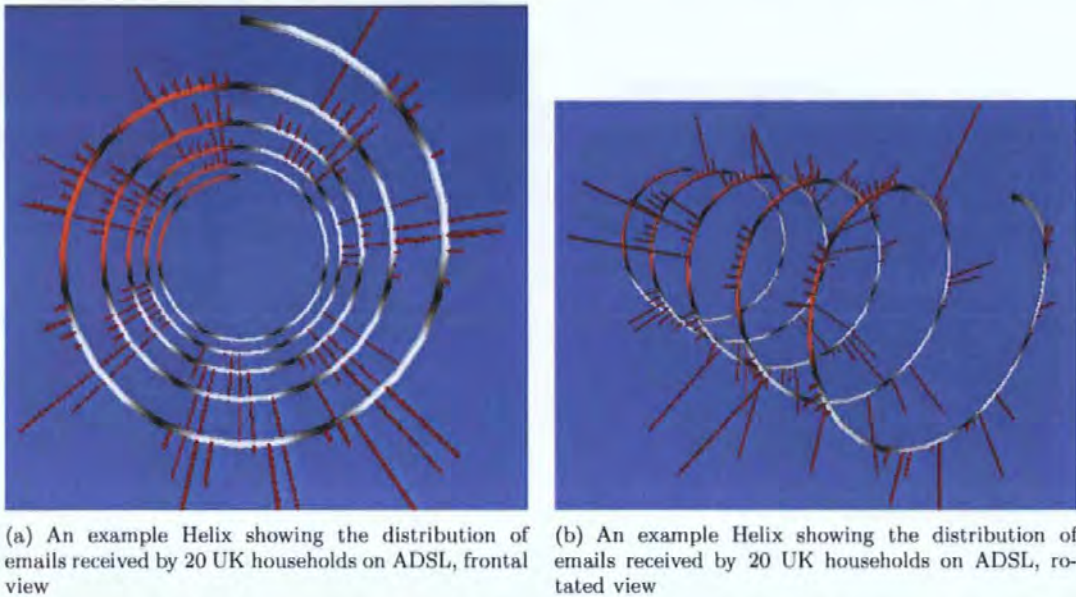 (a) An example Helix showing the distribution of
emails received by 20 UK households on ADSL, frontal
view
(b) An example Helix showing the distribution of
emails received by 20 UK households on ADSL, ro-
tated view